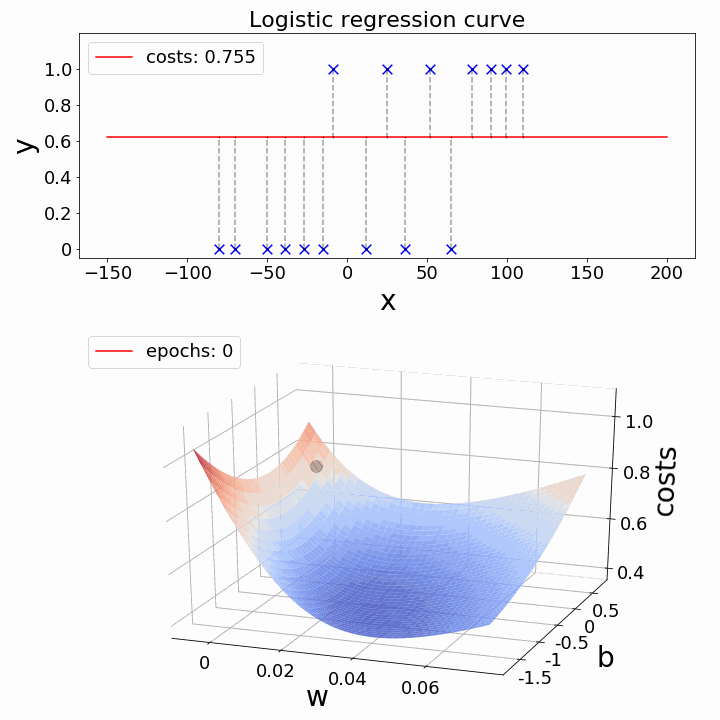 Logistic regression curve
costs: 0.755
1.0
0.8
0.6
0.4
0.2
0
y
−150 −100 −50 0 50 100 150 200
x
epochs: 0
1.0
0.8
0.6
0.4
costs
0.5
0
-0.5
-1
-1.5
b
0 0.02 0.04 0.06
w